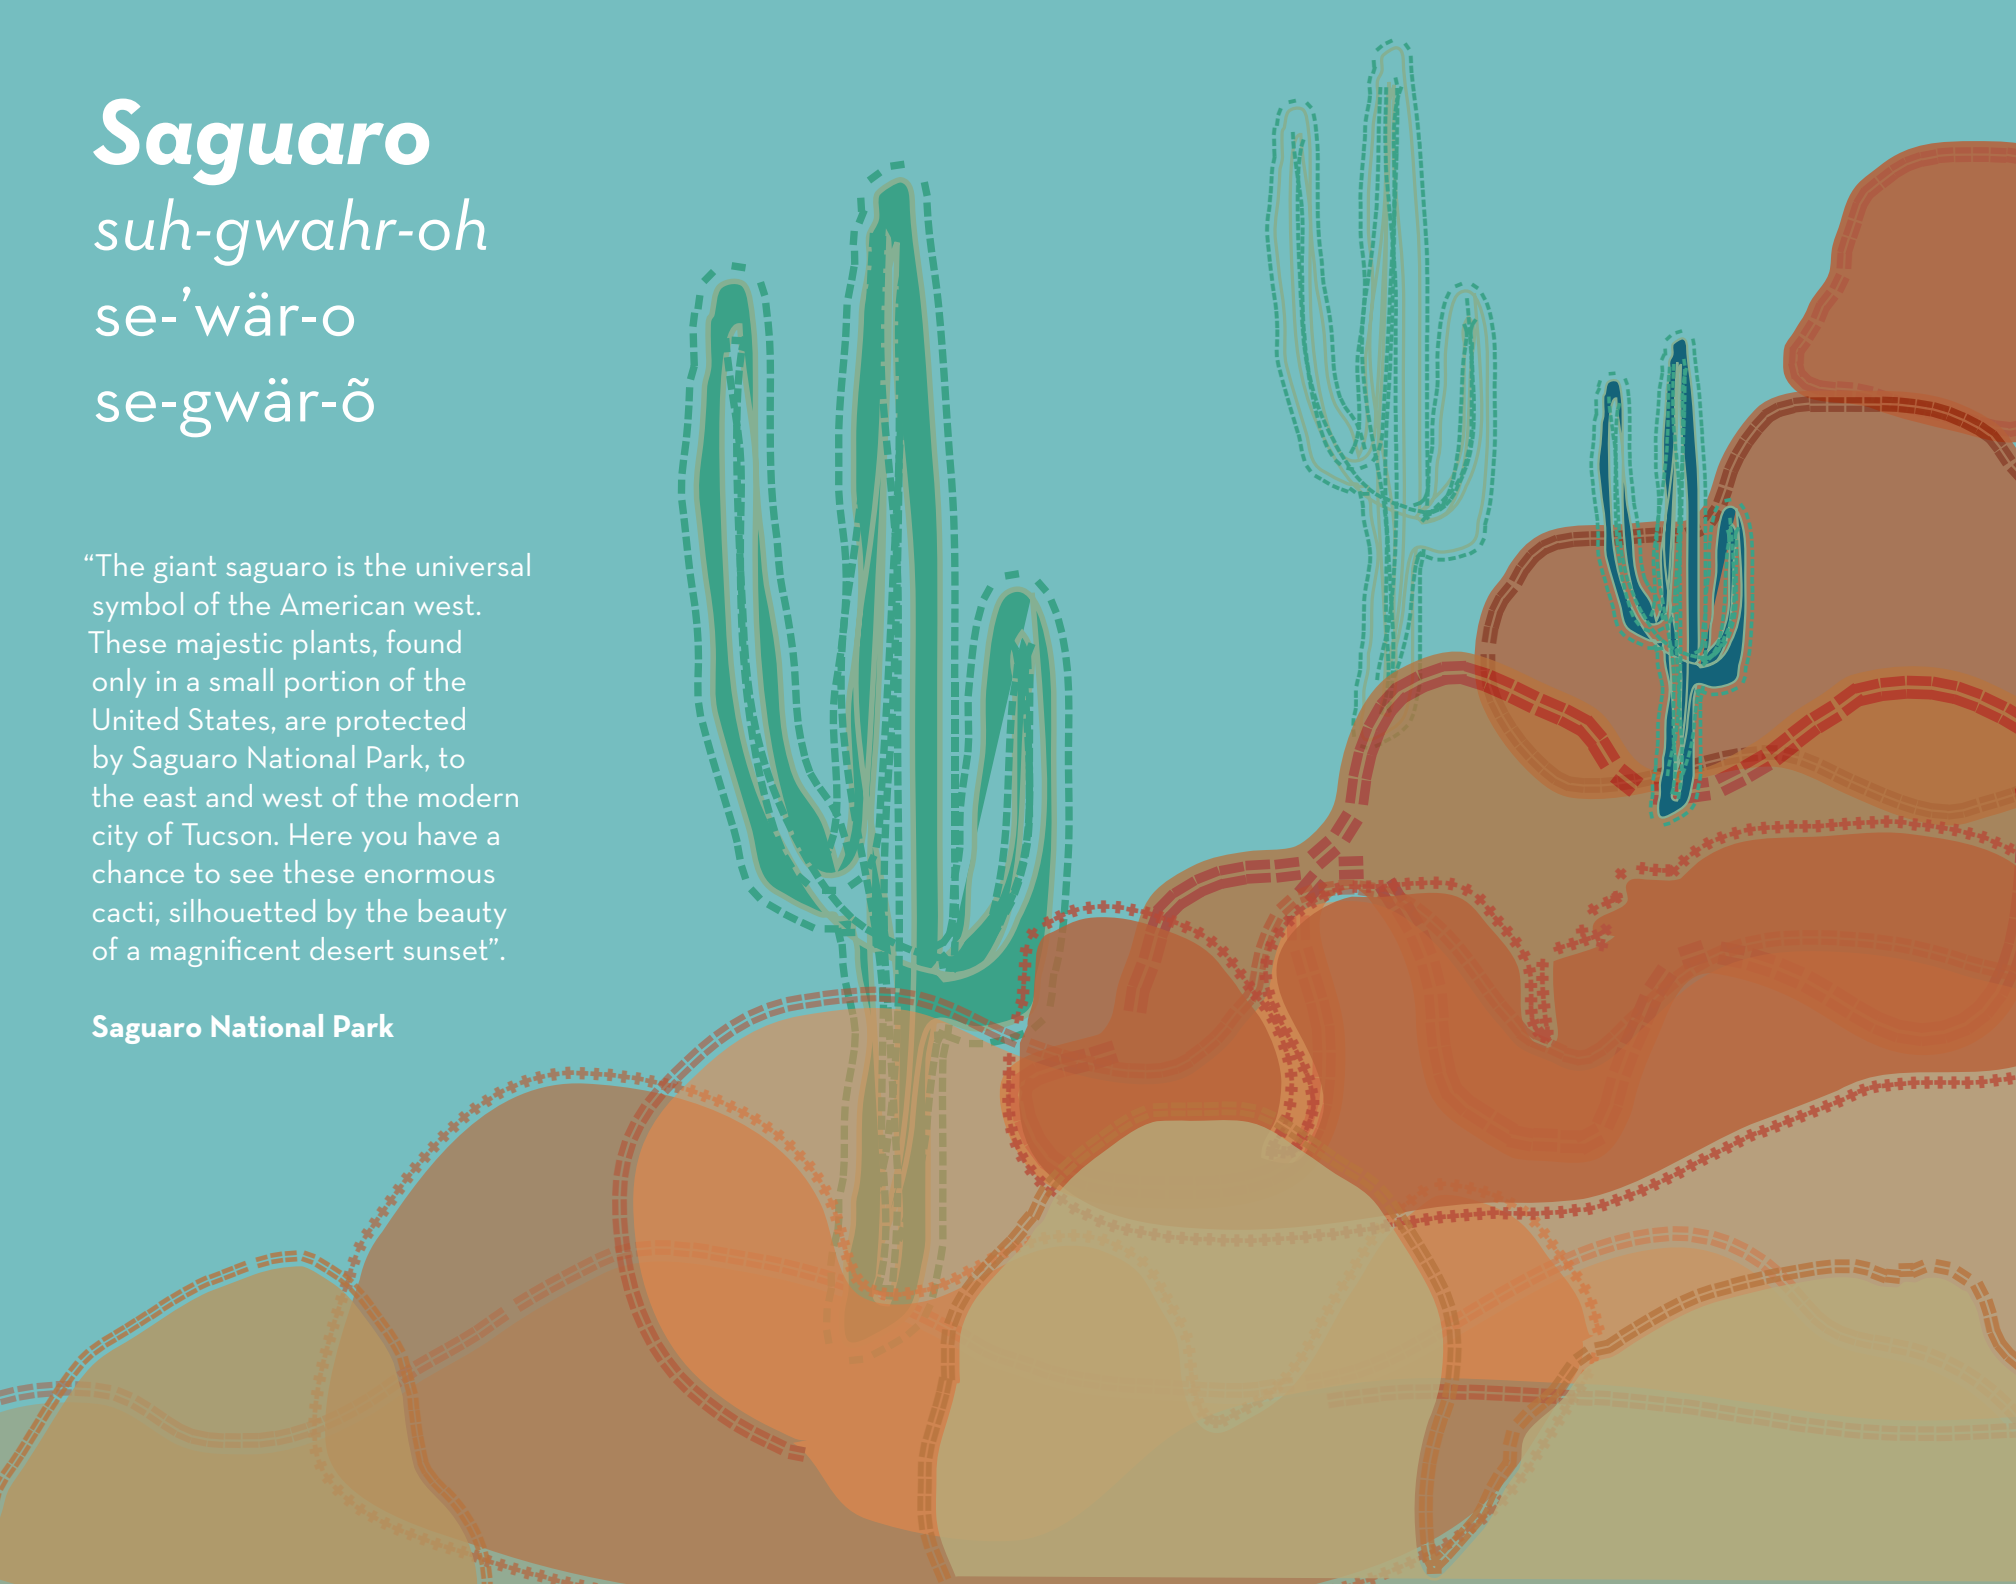 Saguaro
suh-gwahr-oh
se-’wär-o
se-gwär-õ
“The giant saguaro is the universal
symbol of the American west.
These majestic plants, found
only in a small portion of the
United States, are protected
by Saguaro National Park, to
the east and west of the modern
city of Tucson. Here you have a
chance to see these enormous
cacti, silhouetted by the beauty
of a magnificent desert sunset”.
Saguaro National Park